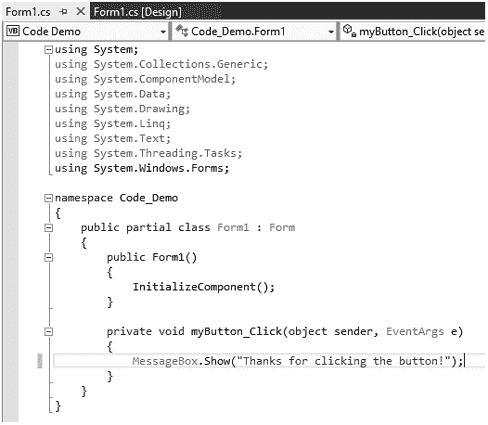 Form1.cs Form1.cs [Design]
VB Code Demo Code_Demo.Form1 myButton_Click(object se
using System;
using System.Collections.Generic;
using System.ComponentModel;
using System.Data;
using System.Drawing;
using System.Linq;
using System.Text;
using System.Threading.Tasks;
using System.Windows.Forms;
namespace Code_Demo
{
public partial class Form1 : Form
{
public Form1()
{
InitializeComponent();
}
private void myButton_Click(object sender, EventArgs e)
{
MessageBox.Show("Thanks for clicking the button!");
}
}
}